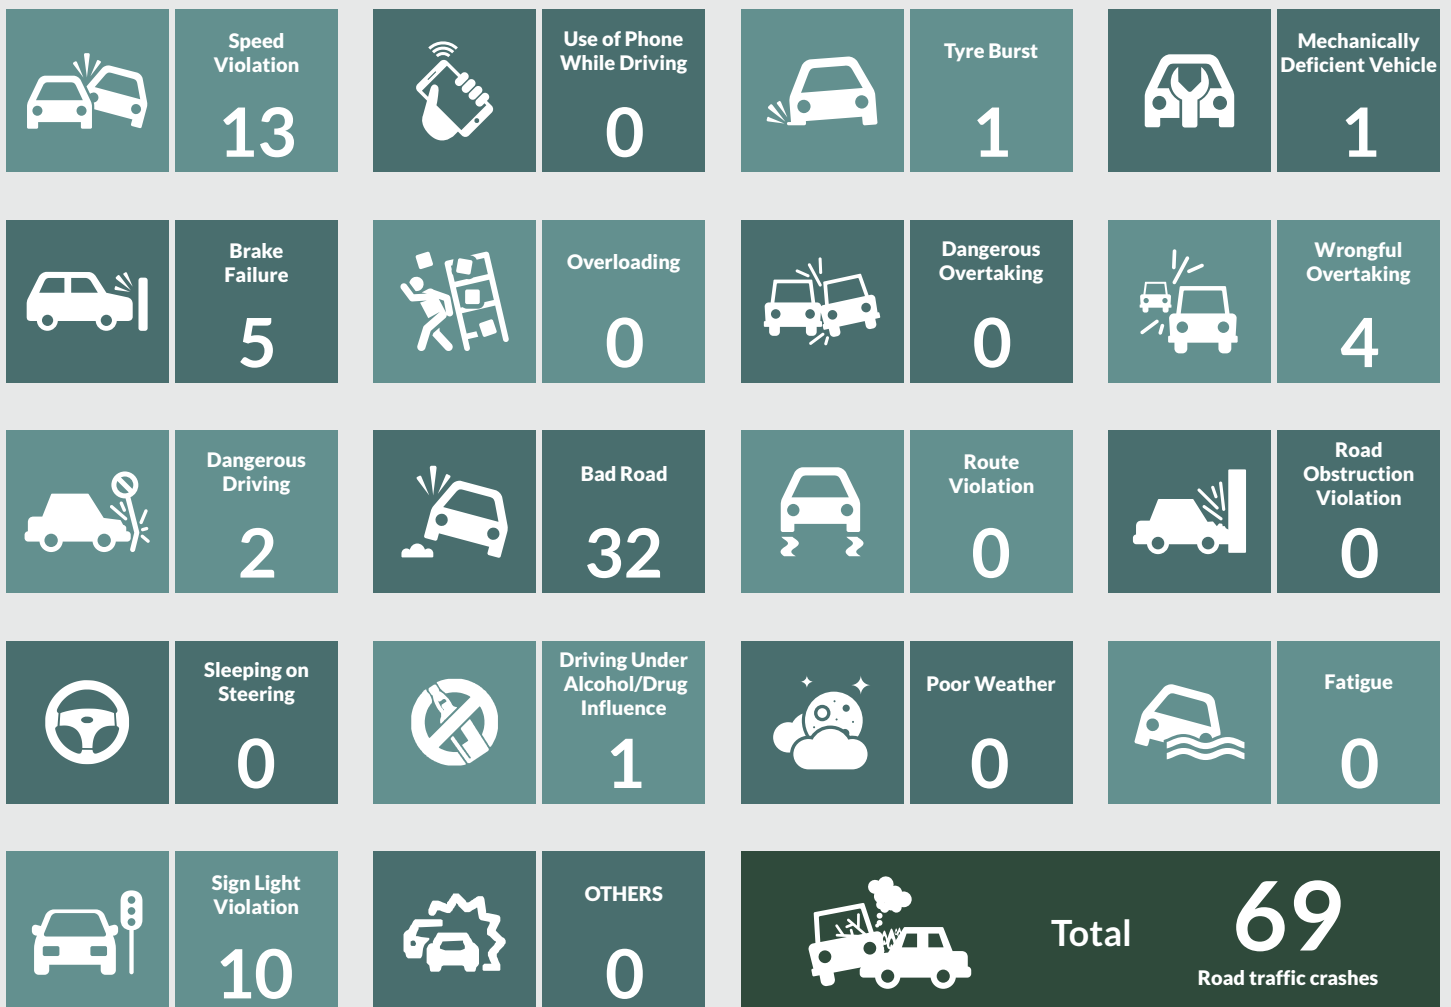 Speed
Violation
13
Use of Phone
While Driving
0
Tyre Burst
1
Mechanically
Deficient Vehicle
1
Brake
Failure
5
Overloading
0
Dangerous
Overtaking
0
Wrongful
Overtaking
4
Dangerous
Driving
2
Bad Road
32
Route
Violation
0
Road
Obstruction
Violation
0
Sleeping on
Steering
0
Driving Under
Alcohol/Drug
Influence
1
Poor Weather
0
Fatigue
0
Sign Light
Violation
10
OTHERS
0
Total
69
Road traffic crashes